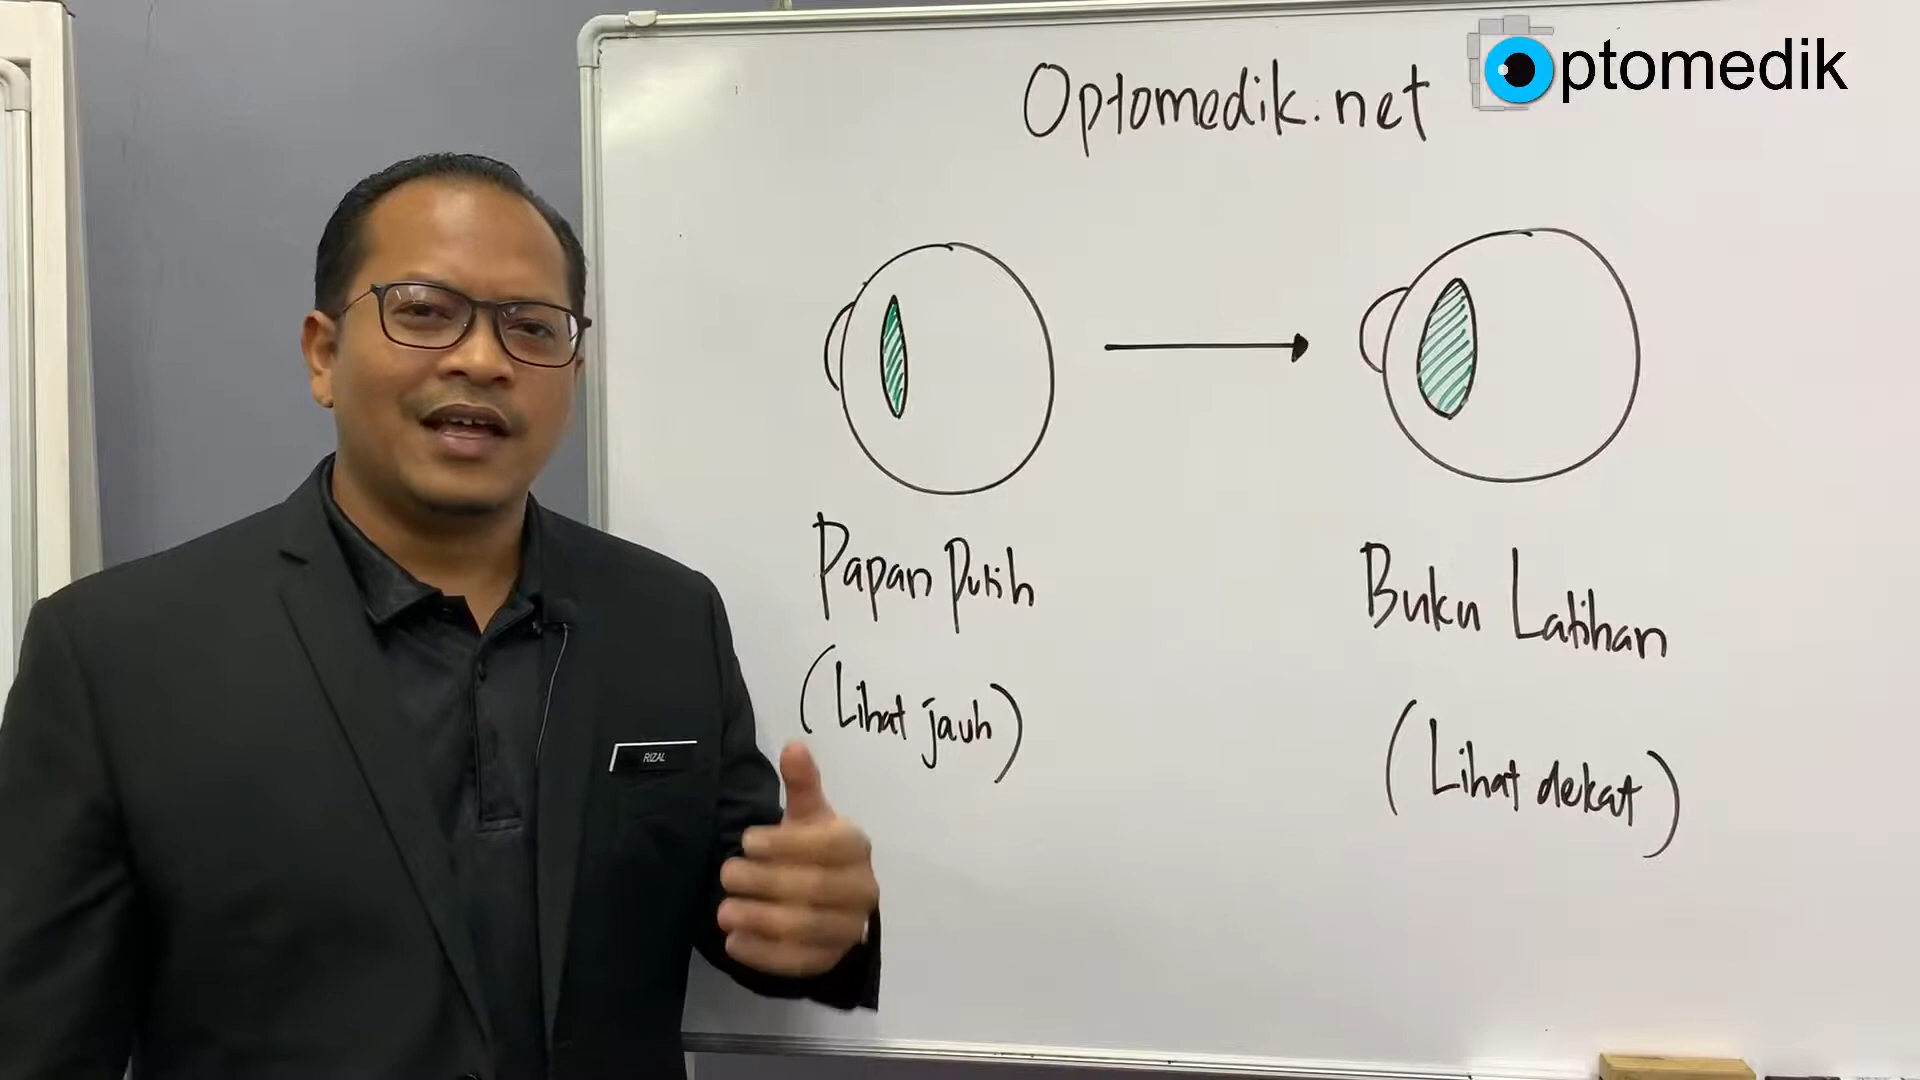 Optomedik.net
Optomedik
Papan Putih
(Lihat jauh)
Buku Latihan
(Lihat dekat)
RIZAL